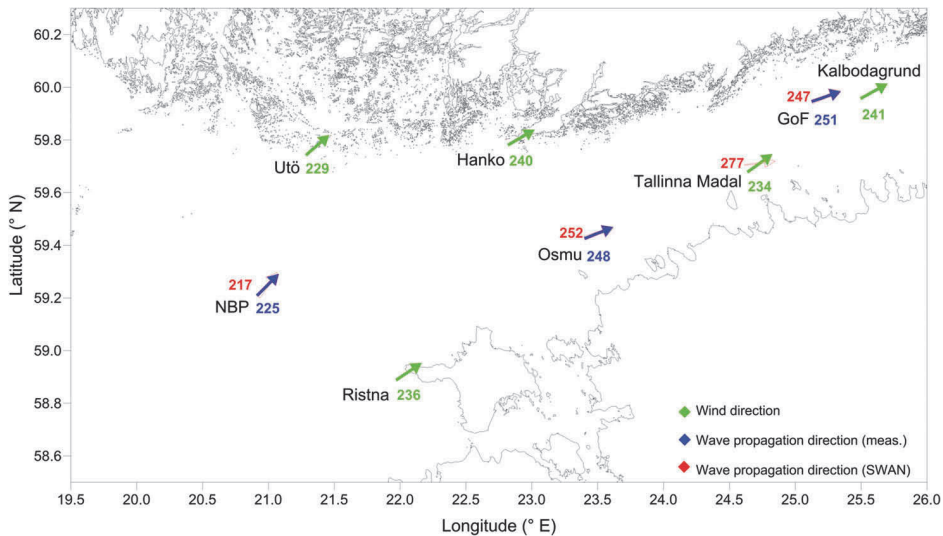 60.2
60.0
59.8
59.6
59.4
59.2
59.0
58.8
58.6
Latitude (° N)
Kalbodagrund
247
GoF 251
241
Utö 229
Hanko 240
277
Tallinna Madal 234
252
Osmu 248
217
NBP 225
Ristna 236
Wind direction
Wave propagation direction (meas.)
Wave propagation direction (SWAN)
19.5 20.0 20.5 21.0 21.5 22.0 22.5 23.0 23.5 24.0 24.5 25.0 25.5 26.0
Longitude (° E)